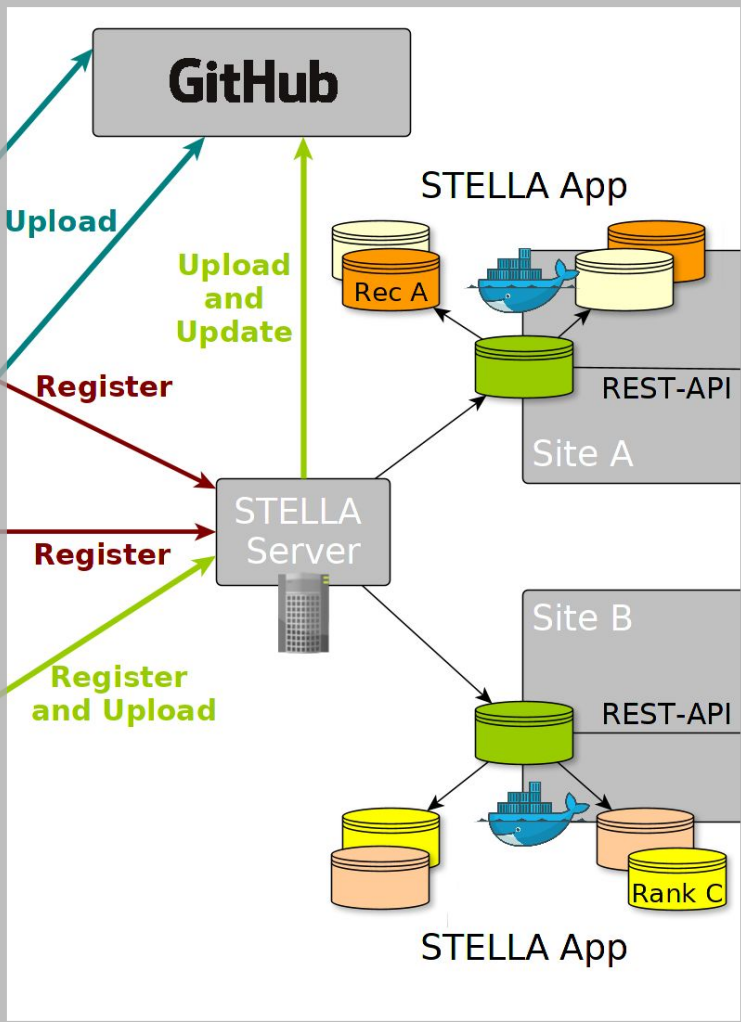 GitHub
STELLA App
Upload
Upload
and
Update
Rec A
Register
REST-API
Site A
STELLA
Server
Register
Site B
Register
and Upload
REST-API
Rank C
STELLA App